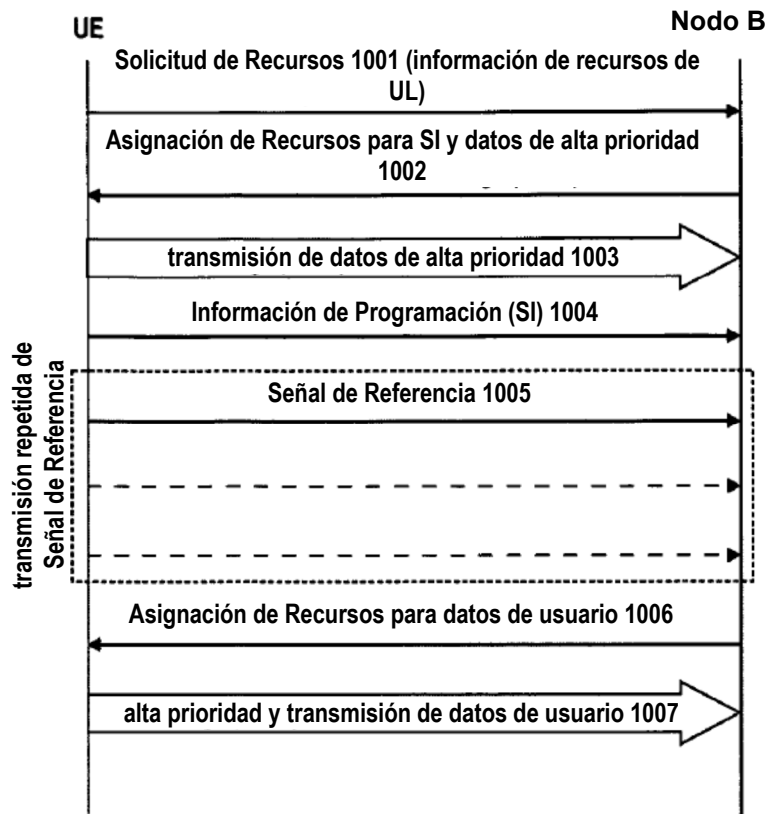 UE
Nodo B
Solicitud de Recursos 1001 (información de recursos de
UL)
Asignación de Recursos para SI y datos de alta prioridad
1002
transmisión de datos de alta prioridad 1003
Información de Programación (SI) 1004
transmisión repetida de
Señal de Referencia
Señal de Referencia 1005
Asignación de Recursos para datos de usuario 1006
alta prioridad y transmisión de datos de usuario 1007